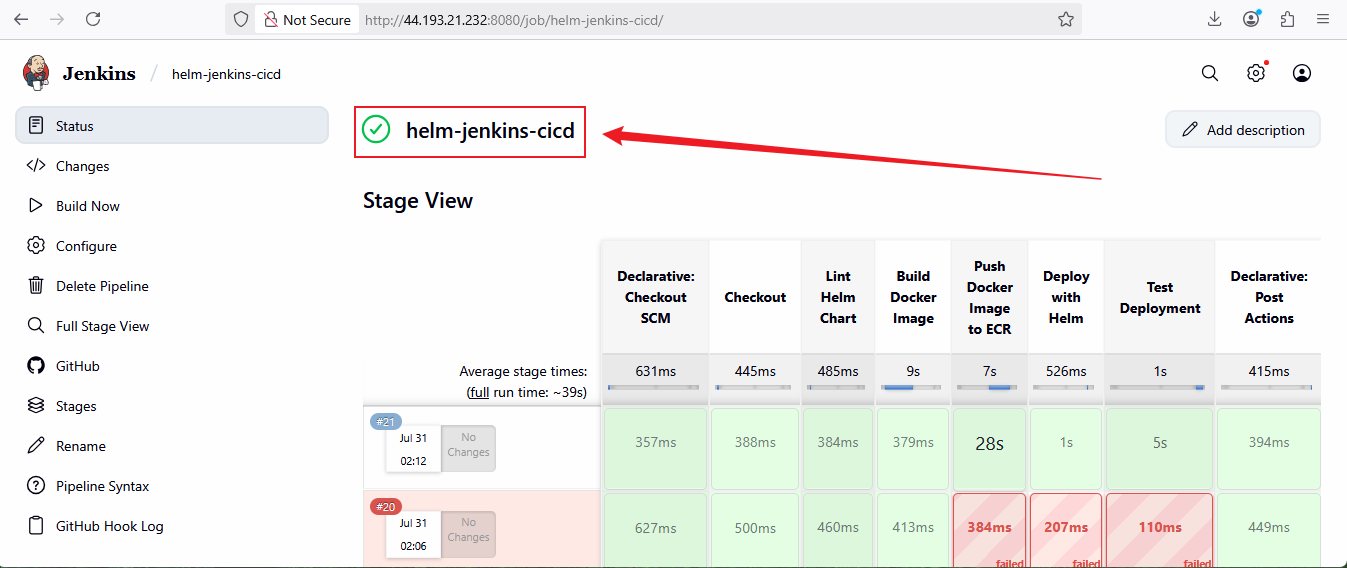 Not Secure
http://44.193.21.232:8080/job/helm-jenkins-cicd/
Jenkins / helm-jenkins-cicd
Status
Changes
Build Now
Configure
Delete Pipeline
Full Stage View
GitHub
Stages
Rename
Pipeline Syntax
GitHub Hook Log
helm-jenkins-cicd
Add description
Stage View
Declarative:
Checkout
SCM
Checkout
Lint
Helm
Chart
Build
Docker
Image
Push
Docker
Image
to ECR
Deploy
with
Helm
Test
Deployment
Declarative:
Post
Actions
Average stage times:
(full run time: ~39s)
631ms 445ms 485ms 9s 7s 526ms 1s 415ms
#21
Jul 31
02:12
No
Changes
357ms 388ms 384ms 379ms 28s 1s 5s 394ms
#20
Jul 31
02:06
No
Changes
627ms 500ms 460ms 413ms 384ms 207ms 110ms 449ms
failed failed failed